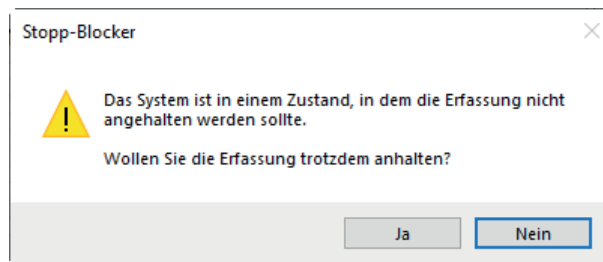 Stopp-Blocker
Das System ist in einem Zustand, in dem die Erfassung nicht
angehalten werden sollte.
Wollen Sie die Erfassung trotzdem anhalten?
Ja
Nein